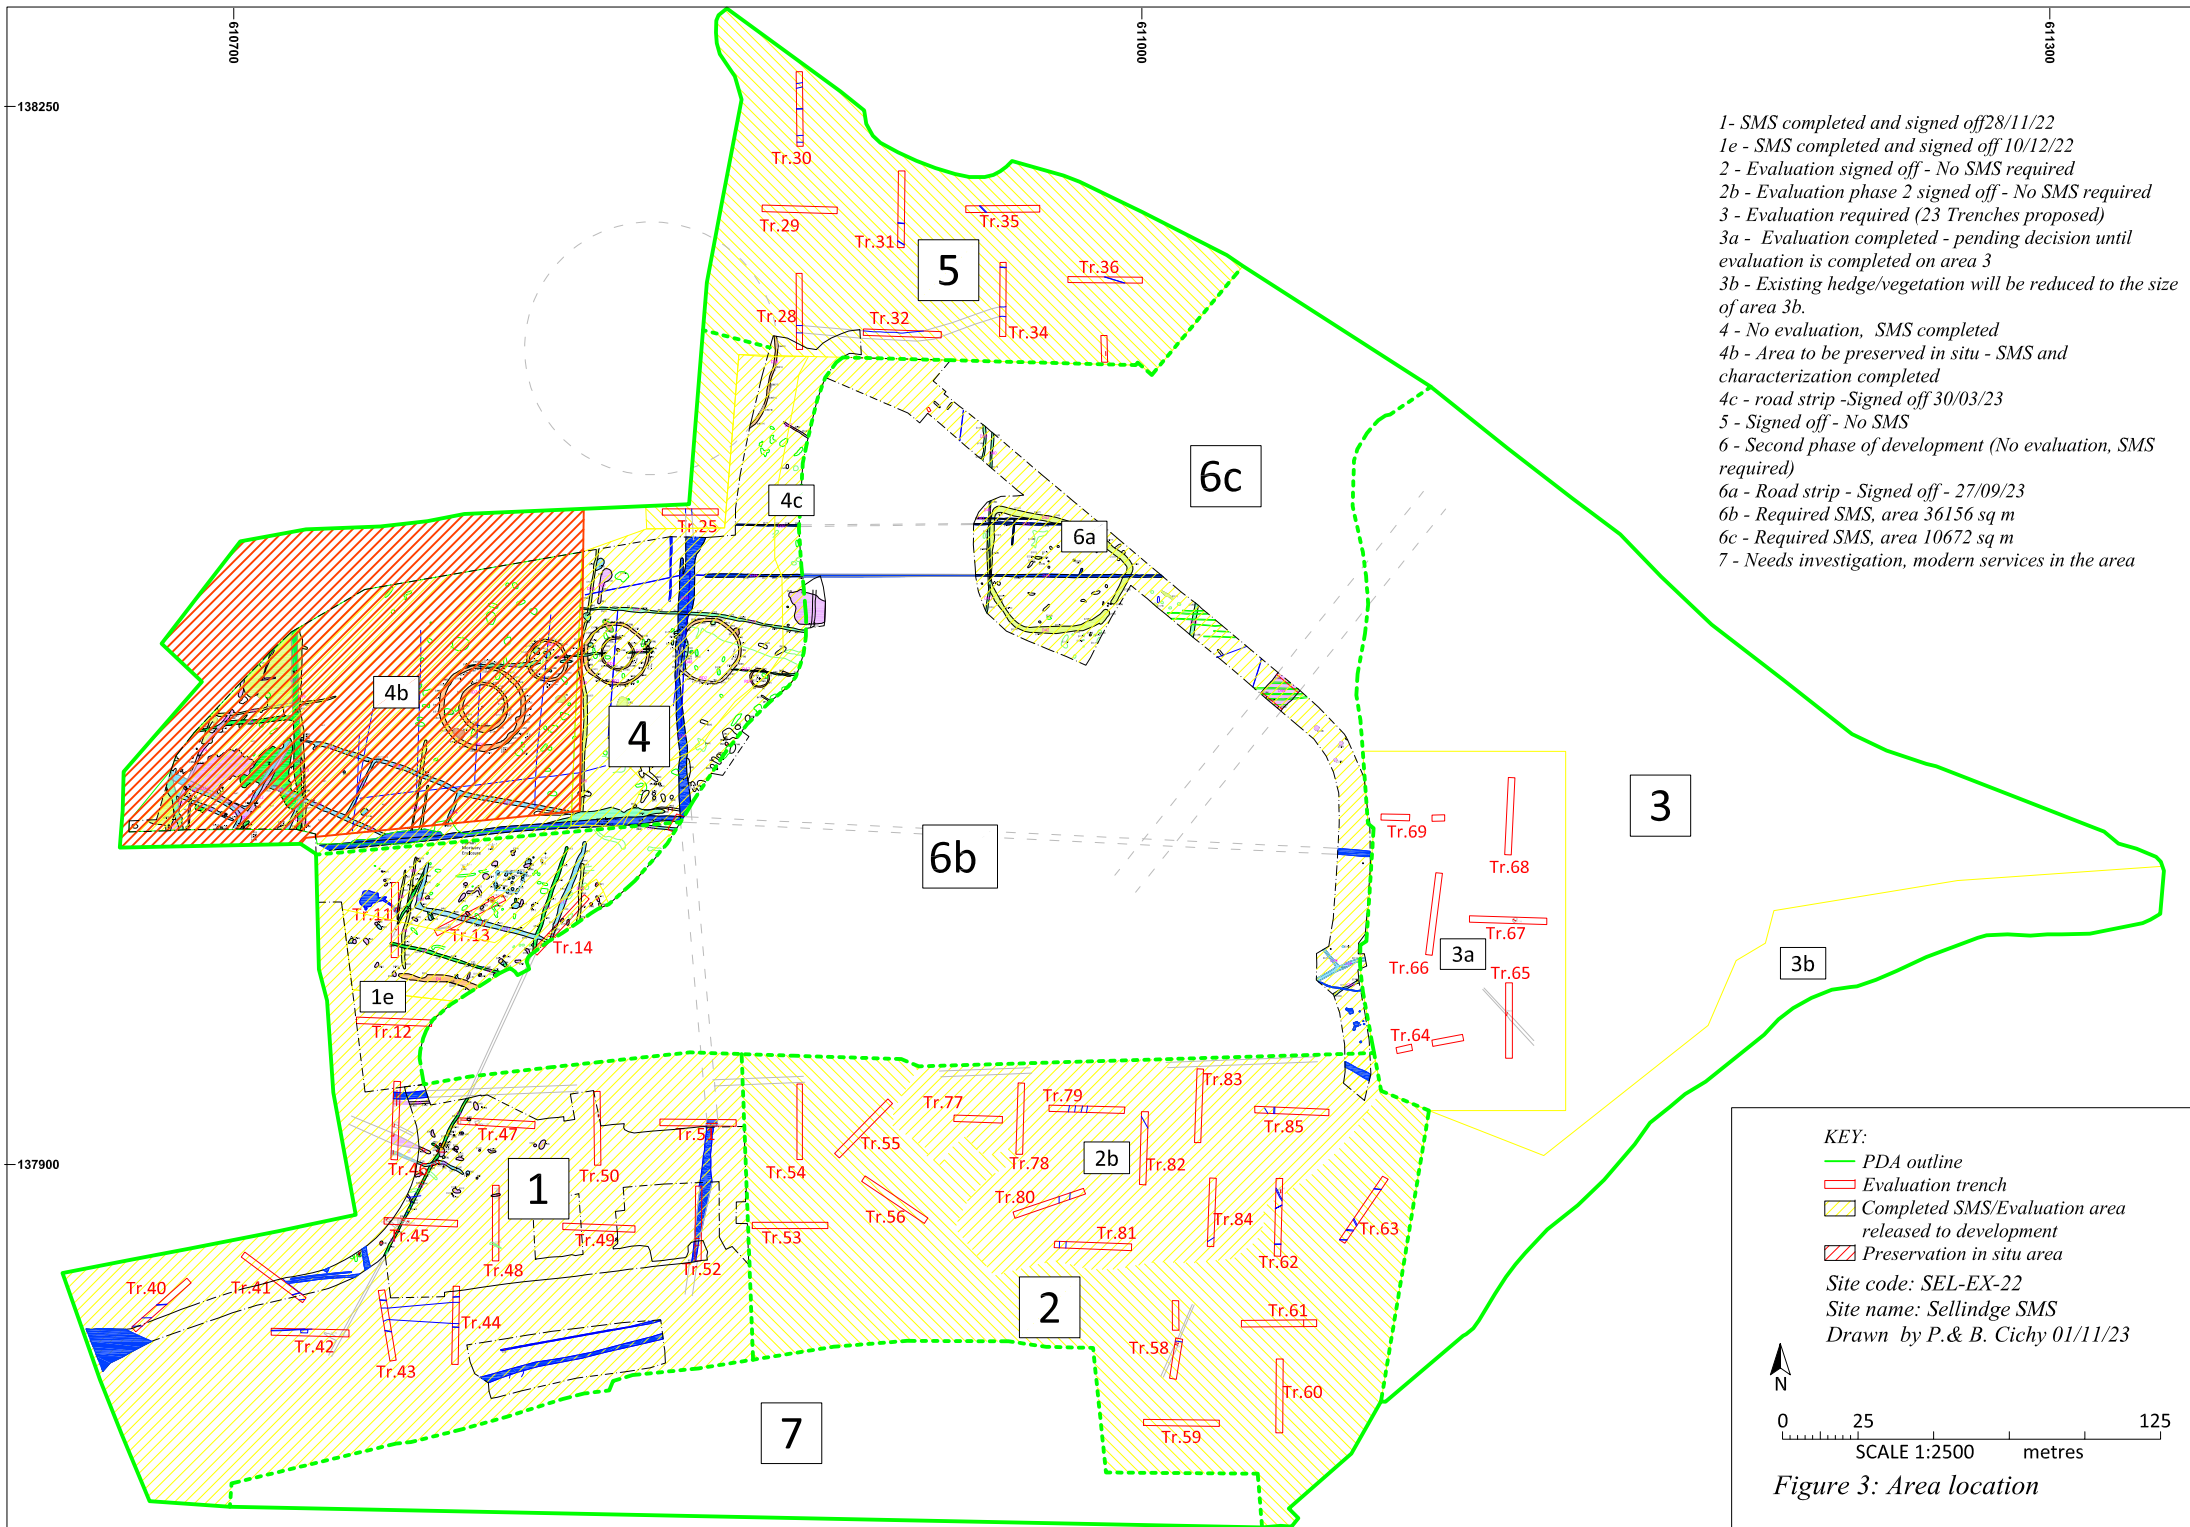 610700
611000
611300
138250
137900
1- SMS completed and signed off28/11/22
1e - SMS completed and signed off 10/12/22
2 - Evaluation signed off - No SMS required
2b - Evaluation phase 2 signed off - No SMS required
3 - Evaluation required (23 Trenches proposed)
3a -  Evaluation completed - pending decision until
evaluation is completed on area 3
3b - Existing hedge/vegetation will be reduced to the size
of area 3b.
4 - No evaluation,  SMS completed
4b - Area to be preserved in situ - SMS and
characterization completed
4c - road strip -Signed off 30/03/23
5 - Signed off - No SMS
6 - Second phase of development (No evaluation, SMS
required)
6a - Road strip - Signed off - 27/09/23
6b - Required SMS, area 36156 sq m
6c - Required SMS, area 10672 sq m
7 - Needs investigation, modern services in the area
Tr.30
Tr.29
Tr.31
Tr.35
5
Tr.36
Tr.28
Tr.32
Tr.34
6c
4c
Tr.25
6a
4b
4
6b
3
Tr.69
Tr.68
Tr.67
Tr.66
3a
Tr.65
3b
Tr.64
Tr.11
Tr.13
Tr.14
1e
Tr.12
Tr.83
Tr.77
Tr.79
Tr.85
Tr.47
Tr.51
Tr.55
Tr.46
Tr.50
Tr.54
Tr.78
2b
Tr.82
1
Tr.80
Tr.56
Tr.84
Tr.63
Tr.45
Tr.49
Tr.53
Tr.81
Tr.48
Tr.52
Tr.62
Tr.40
Tr.41
2
Tr.61
Tr.44
Tr.42
Tr.43
Tr.58
Tr.60
Tr.59
7
KEY:
PDA outline
Evaluation trench
Completed SMS/Evaluation area
released to development
Preservation in situ area
Site code: SEL-EX-22
Site name: Sellindge SMS
Drawn  by P.& B. Cichy 01/11/23
N
0 25 125
SCALE 1:2500 metres
Figure 3: Area location